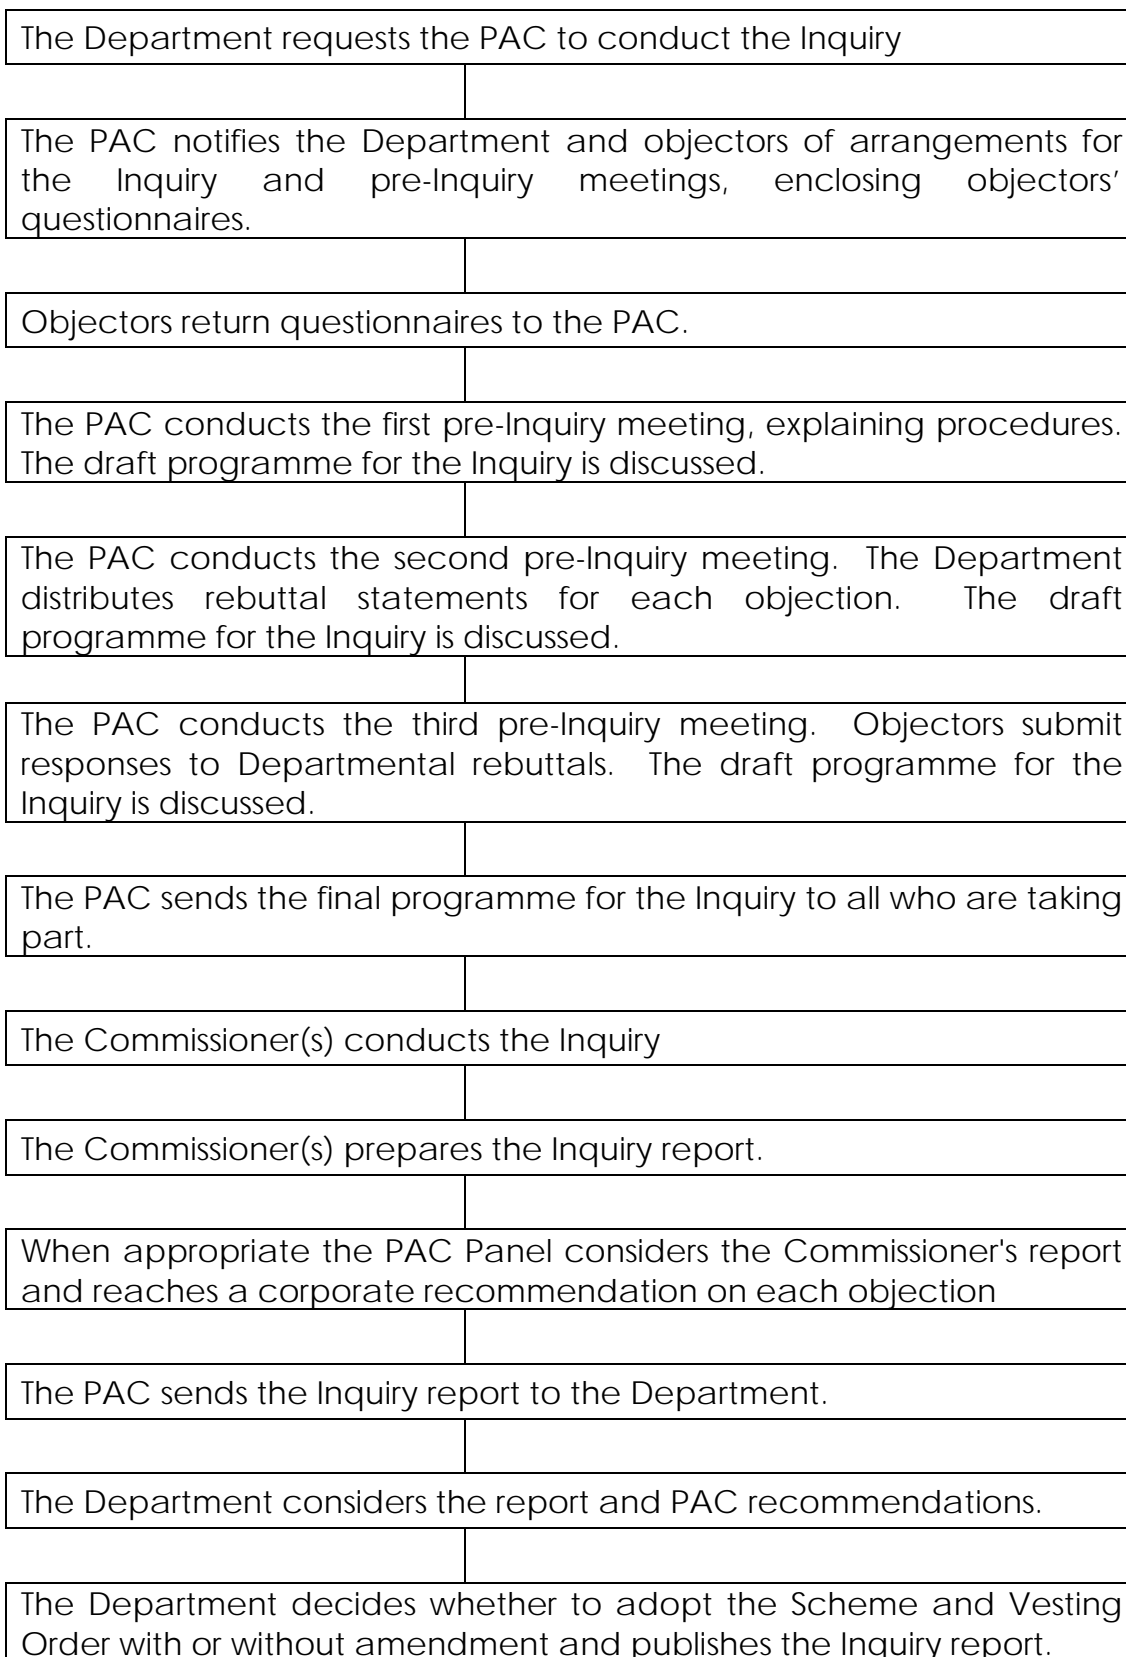 The Department requests the PAC to conduct the Inquiry
The PAC notifies the Department and objectors of arrangements for
the Inquiry and pre-Inquiry meetings, enclosing objectors’
questionnaires.
Objectors return questionnaires to the PAC.
The PAC conducts the first pre-Inquiry meeting, explaining procedures.
The draft programme for the Inquiry is discussed.
The PAC conducts the second pre-Inquiry meeting. The Department
distributes rebuttal statements for each objection. The draft
programme for the Inquiry is discussed.
The PAC conducts the third pre-Inquiry meeting. Objectors submit
responses to Departmental rebuttals. The draft programme for the
Inquiry is discussed.
The PAC sends the final programme for the Inquiry to all who are taking
part.
The Commissioner(s) conducts the Inquiry
The Commissioner(s) prepares the Inquiry report.
When appropriate the PAC Panel considers the Commissioner's report
and reaches a corporate recommendation on each objection
The PAC sends the Inquiry report to the Department.
The Department considers the report and PAC recommendations.
The Department decides whether to adopt the Scheme and Vesting
Order with or without amendment and publishes the Inquiry report.